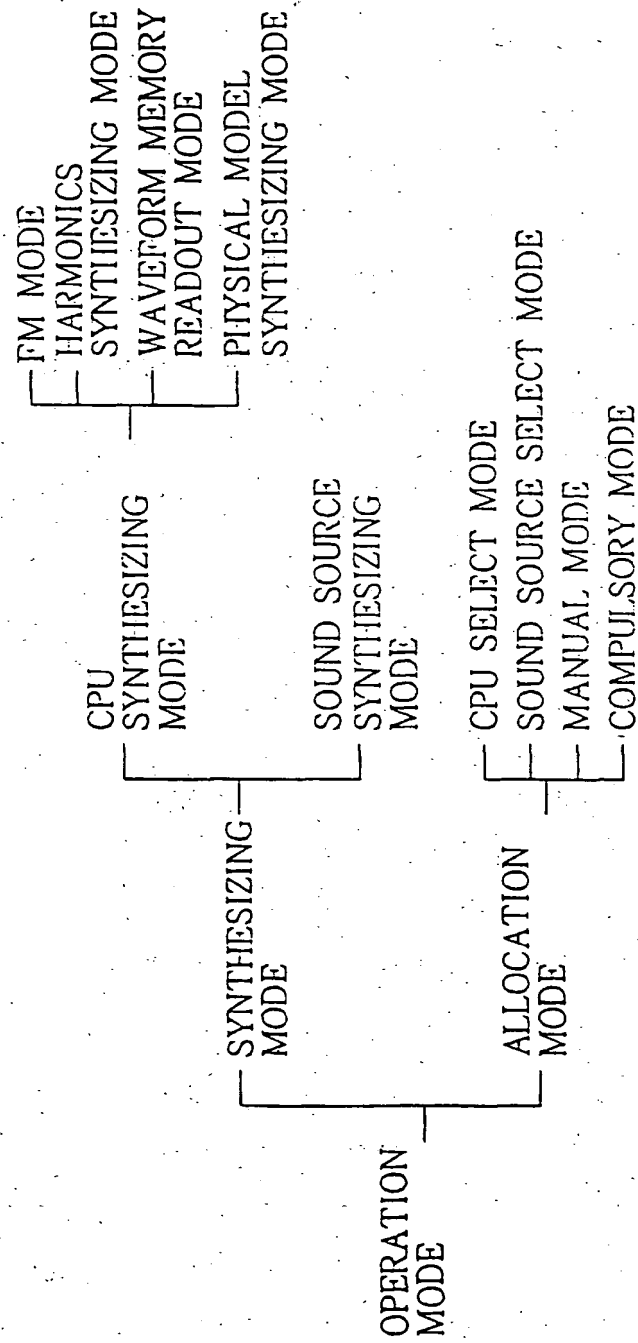 OPERATION
MODE
SYNTHESIZING
MODE
CPU
SYNTHESIZING
MODE
FM MODE
HARMONICS
SYNTHESIZING MODE
WAVEFORM MEMORY
READOUT MODE
PHYSICAL MODEL
SYNTHESIZING MODE
SOUND SOURCE
SYNTHESIZING
MODE
ALLOCATION
MODE
CPU SELECT MODE
SOUND SOURCE SELECT MODE
MANUAL MODE
COMPULSORY MODE